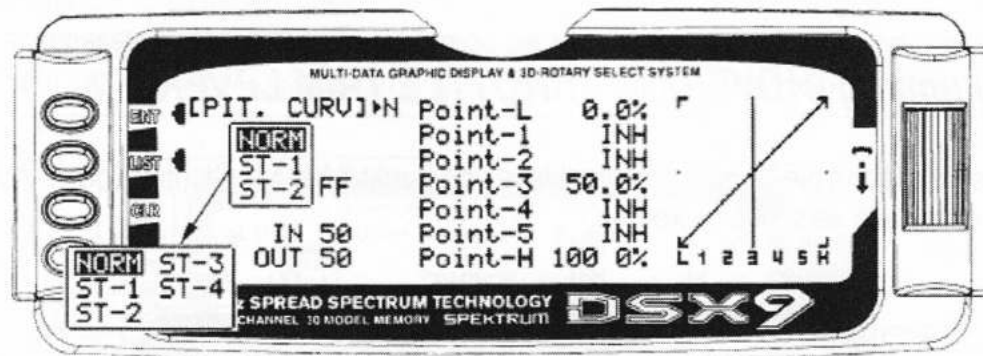 MULTI-DATA GRAPHIC DISPLAY & 3D-ROTARY SELECT SYSTEM
ENT
LIST
CLR
[PIT. CURV]▸N
NORM
ST-1
ST-2 FF
IN 50
OUT 50
NORM ST-3
ST-1 ST-4
ST-2
Point-L 0.0%
Point-1 INH
Point-2 INH
Point-3 50.0%
Point-4 INH
Point-5 INH
Point-H 100 0%
L 1 2 3 4 5 H
z SPREAD SPECTRUM TECHNOLOGY
CHANNEL 30 MODEL MEMORY SPEKTRUM
DSX9